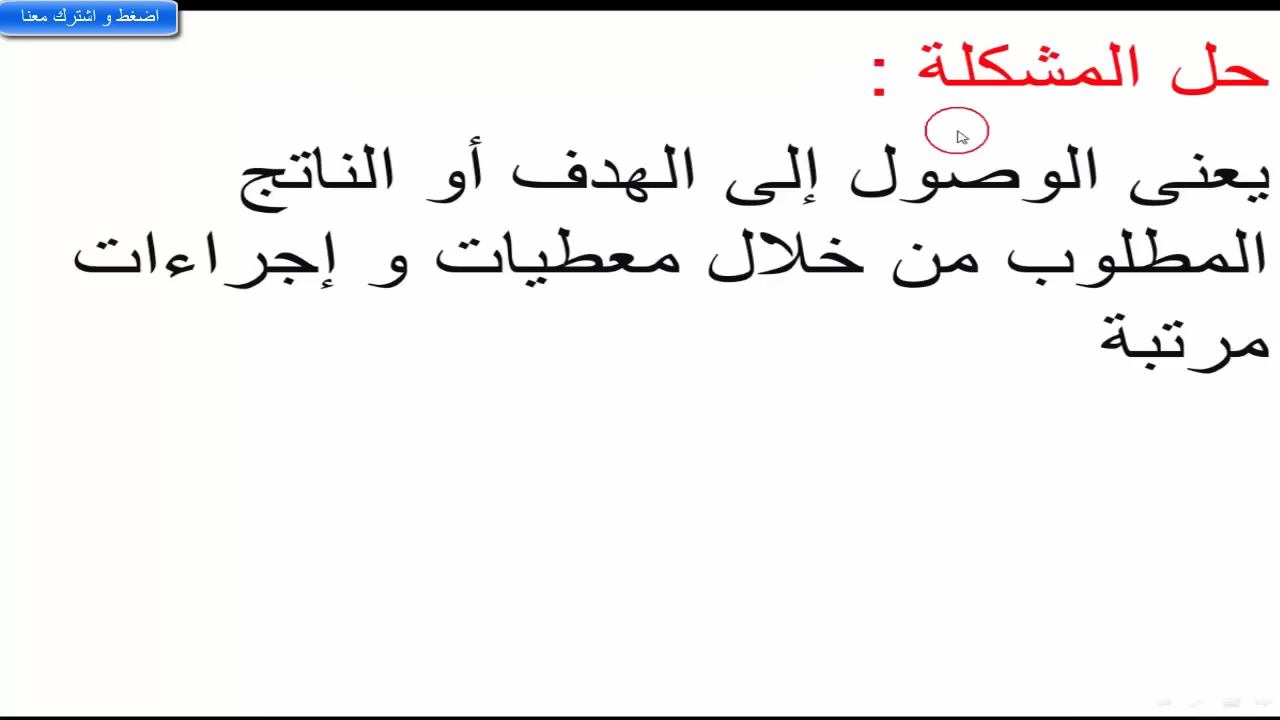 اضغط و اشترك معنا
حل المشكلة :
يعنى الوصول إلى الهدف أو الناتج
المطلوب من خلال معطيات و إجراءات
مرتبة